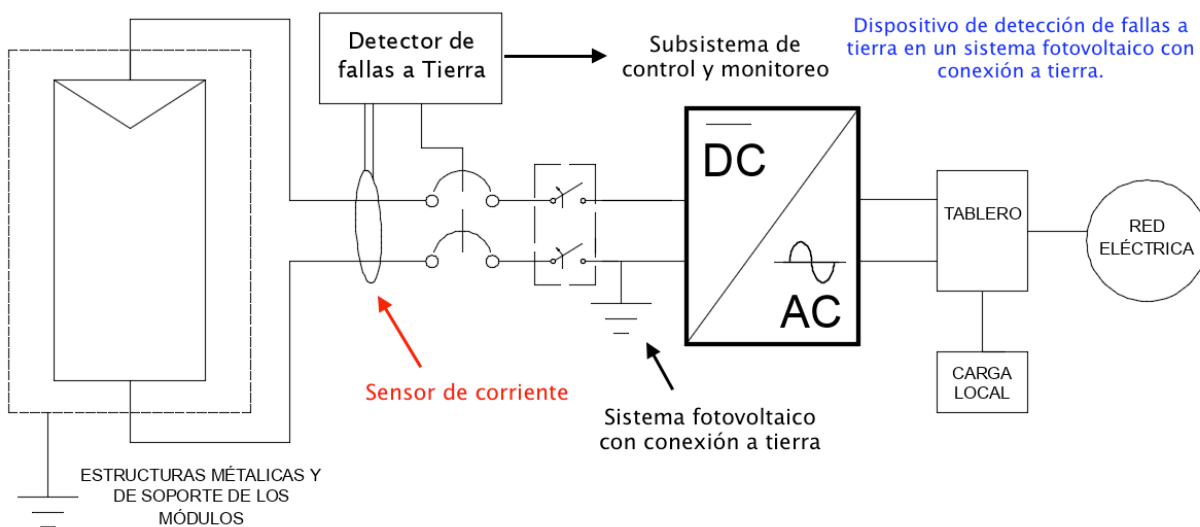 Detector de
fallas a Tierra
Subsistema de
control y monitoreo
Dispositivo de detección de fallas a
tierra en un sistema fotovoltaico con
conexión a tierra.
DC
AC
TABLERO
RED
ELÉCTRICA
CARGA
LOCAL
Sensor de corriente
Sistema fotovoltaico
con conexión a tierra
ESTRUCTURAS MÉTALICAS Y
DE SOPORTE DE LOS
MÓDULOS